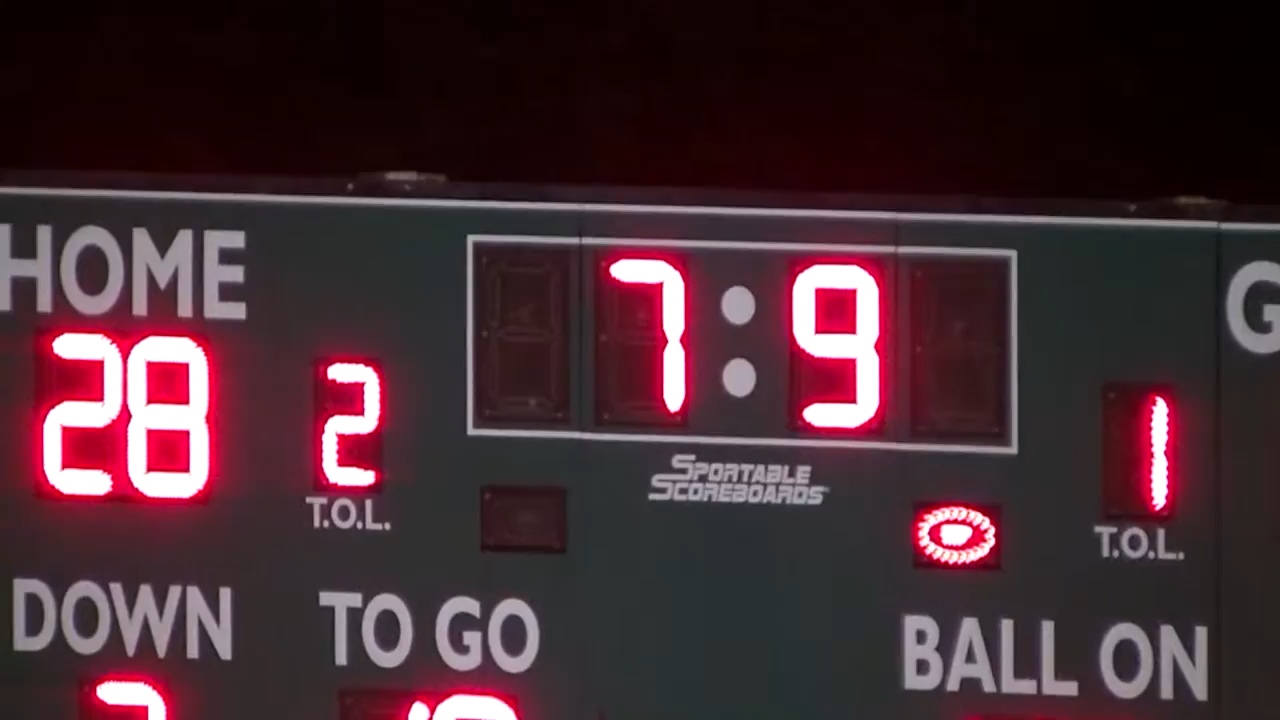 HOME
7:9
G
28
2
1
SPORTABLE
SCOREBOARDS
T.O.L.
T.O.L.
DOWN
TO GO
BALL ON